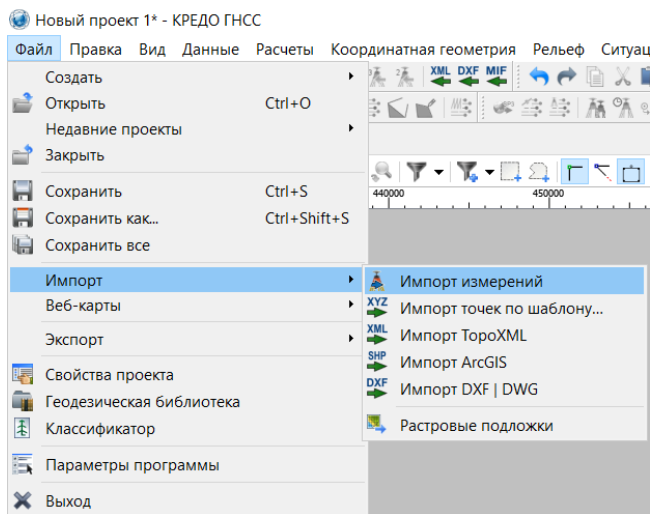 Новый проект 1* - КРЕДО ГНСС
Файл Правка Вид Данные Расчеты Координатная геометрия Рельеф Ситуац
Создать
XML DXF MIF
Открыть Ctrl+O
Недавние проекты
Закрыть
Сохранить Ctrl+S
440000 450000
Сохранить как... Ctrl+Shift+S
Сохранить все
Импорт
Импорт измерений
Веб-карты
XYZ Импорт точек по шаблону...
Экспорт
XML Импорт TopoXML
SHP Импорт ArcGIS
Свойства проекта
DXF Импорт DXF | DWG
Геодезическая библиотека
Классификатор
Растровые подложки
Параметры программы
Выход